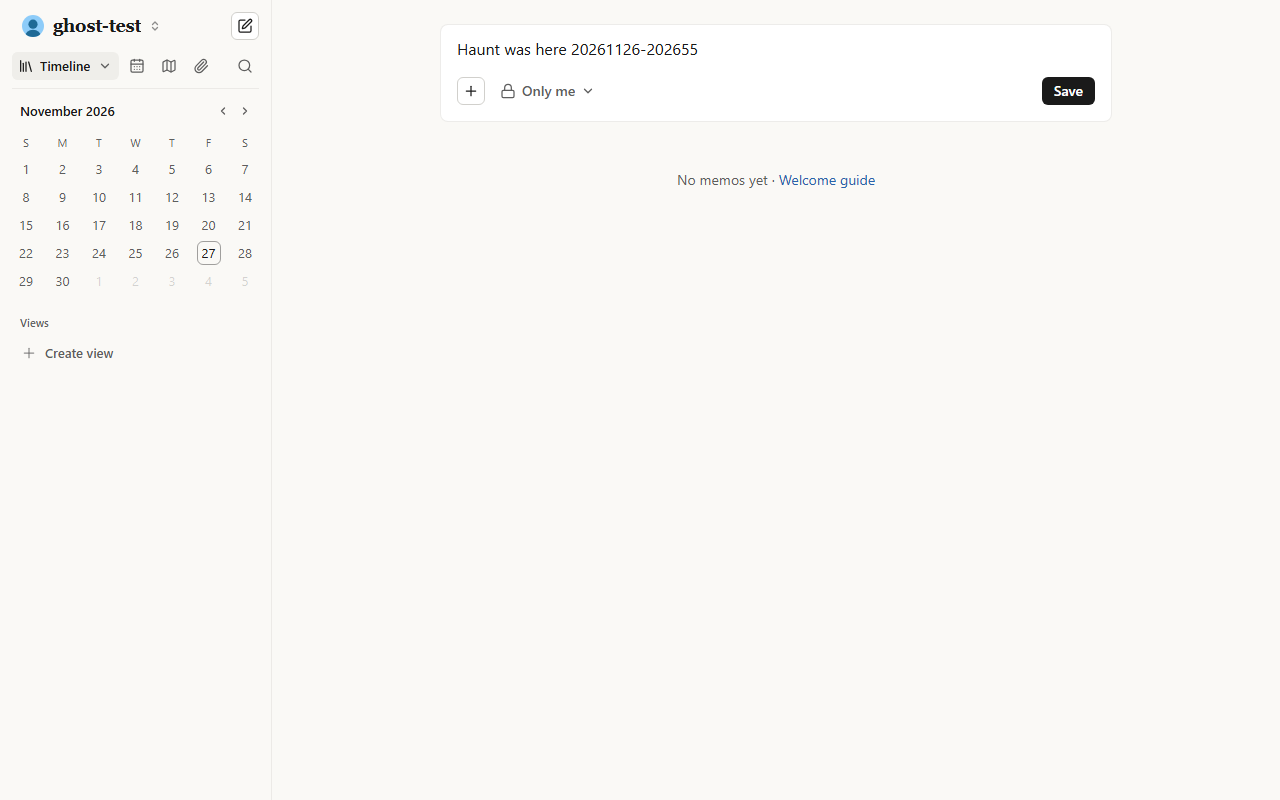 ghost-test
Timeline
November 2026
S M T W T F S
1 2 3 4 5 6 7
8 9 10 11 12 13 14
15 16 17 18 19 20 21
22 23 24 25 26 27 28
29 30 1 2 3 4 5
Views
Create view
Haunt was here 20261126-202655
Only me
Save
No memos yet · Welcome guide